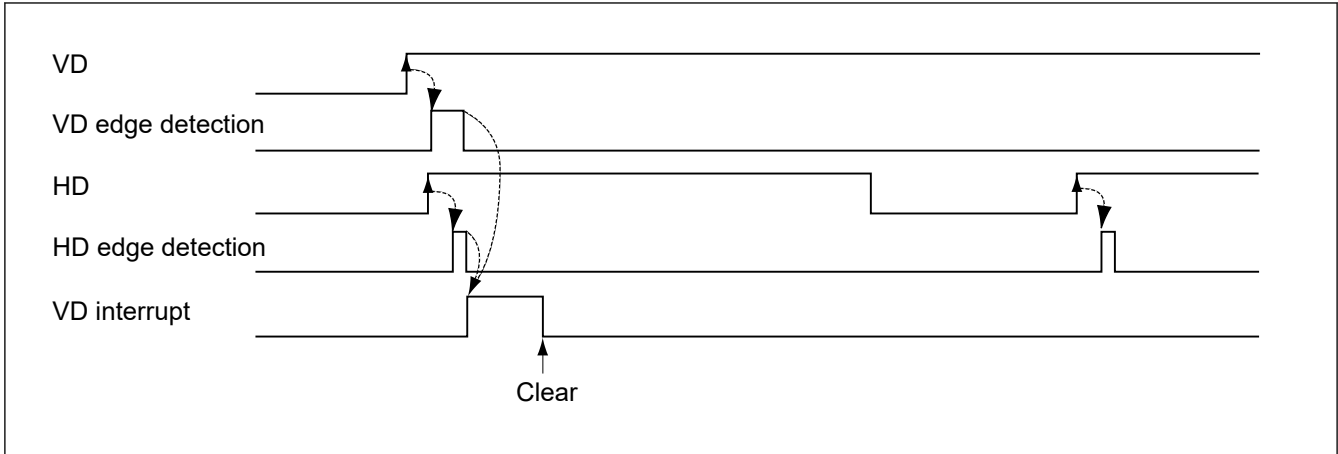 VD
VD edge detection
HD
HD edge detection
VD interrupt
Clear